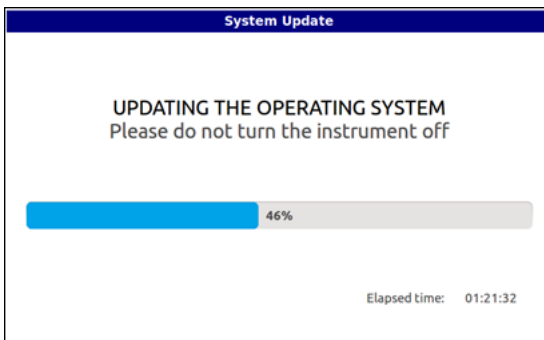 System Update
UPDATING THE OPERATING SYSTEM
Please do not turn the instrument off
46%
Elapsed time: 01:21:32